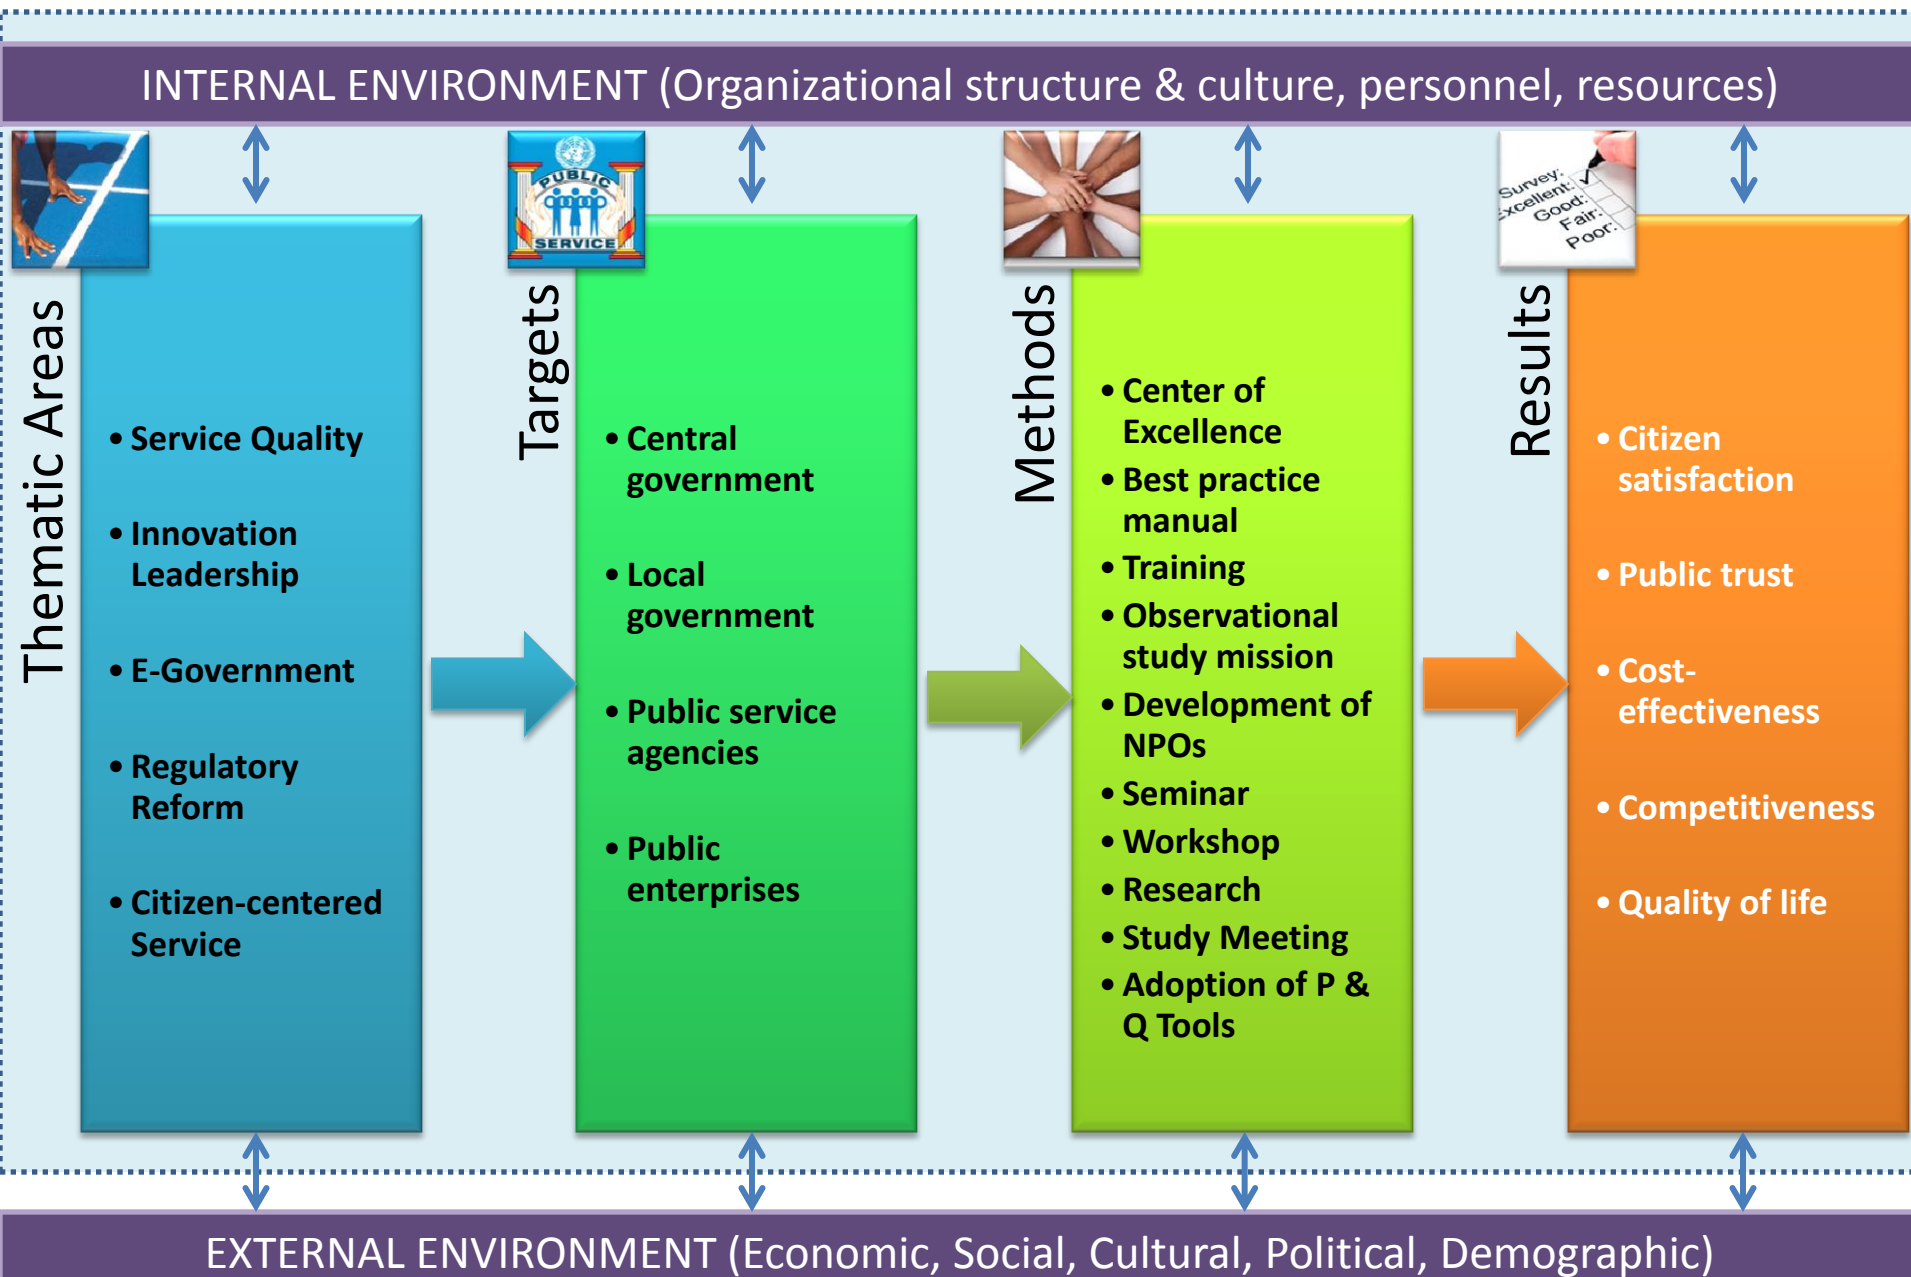 INTERNAL ENVIRONMENT (Organizational structure & culture, personnel, resources)
Thematic Areas
• Service Quality
• Innovation
Leadership
• E-Government
• Regulatory
Reform
• Citizen-centered
Service
PUBLIC
SERVICE
Targets
• Central
government
• Local
government
• Public service
agencies
• Public
enterprises
Methods
• Center of
Excellence
• Best practice
manual
• Training
• Observational
study mission
• Development of
NPOs
• Seminar
• Workshop
• Research
• Study Meeting
• Adoption of P &
Q Tools
Survey:
Excellent:
Good:
Fair:
Poor:
Results
• Citizen
satisfaction
• Public trust
• Cost-
effectiveness
• Competitiveness
• Quality of life
EXTERNAL ENVIRONMENT (Economic, Social, Cultural, Political, Demographic)